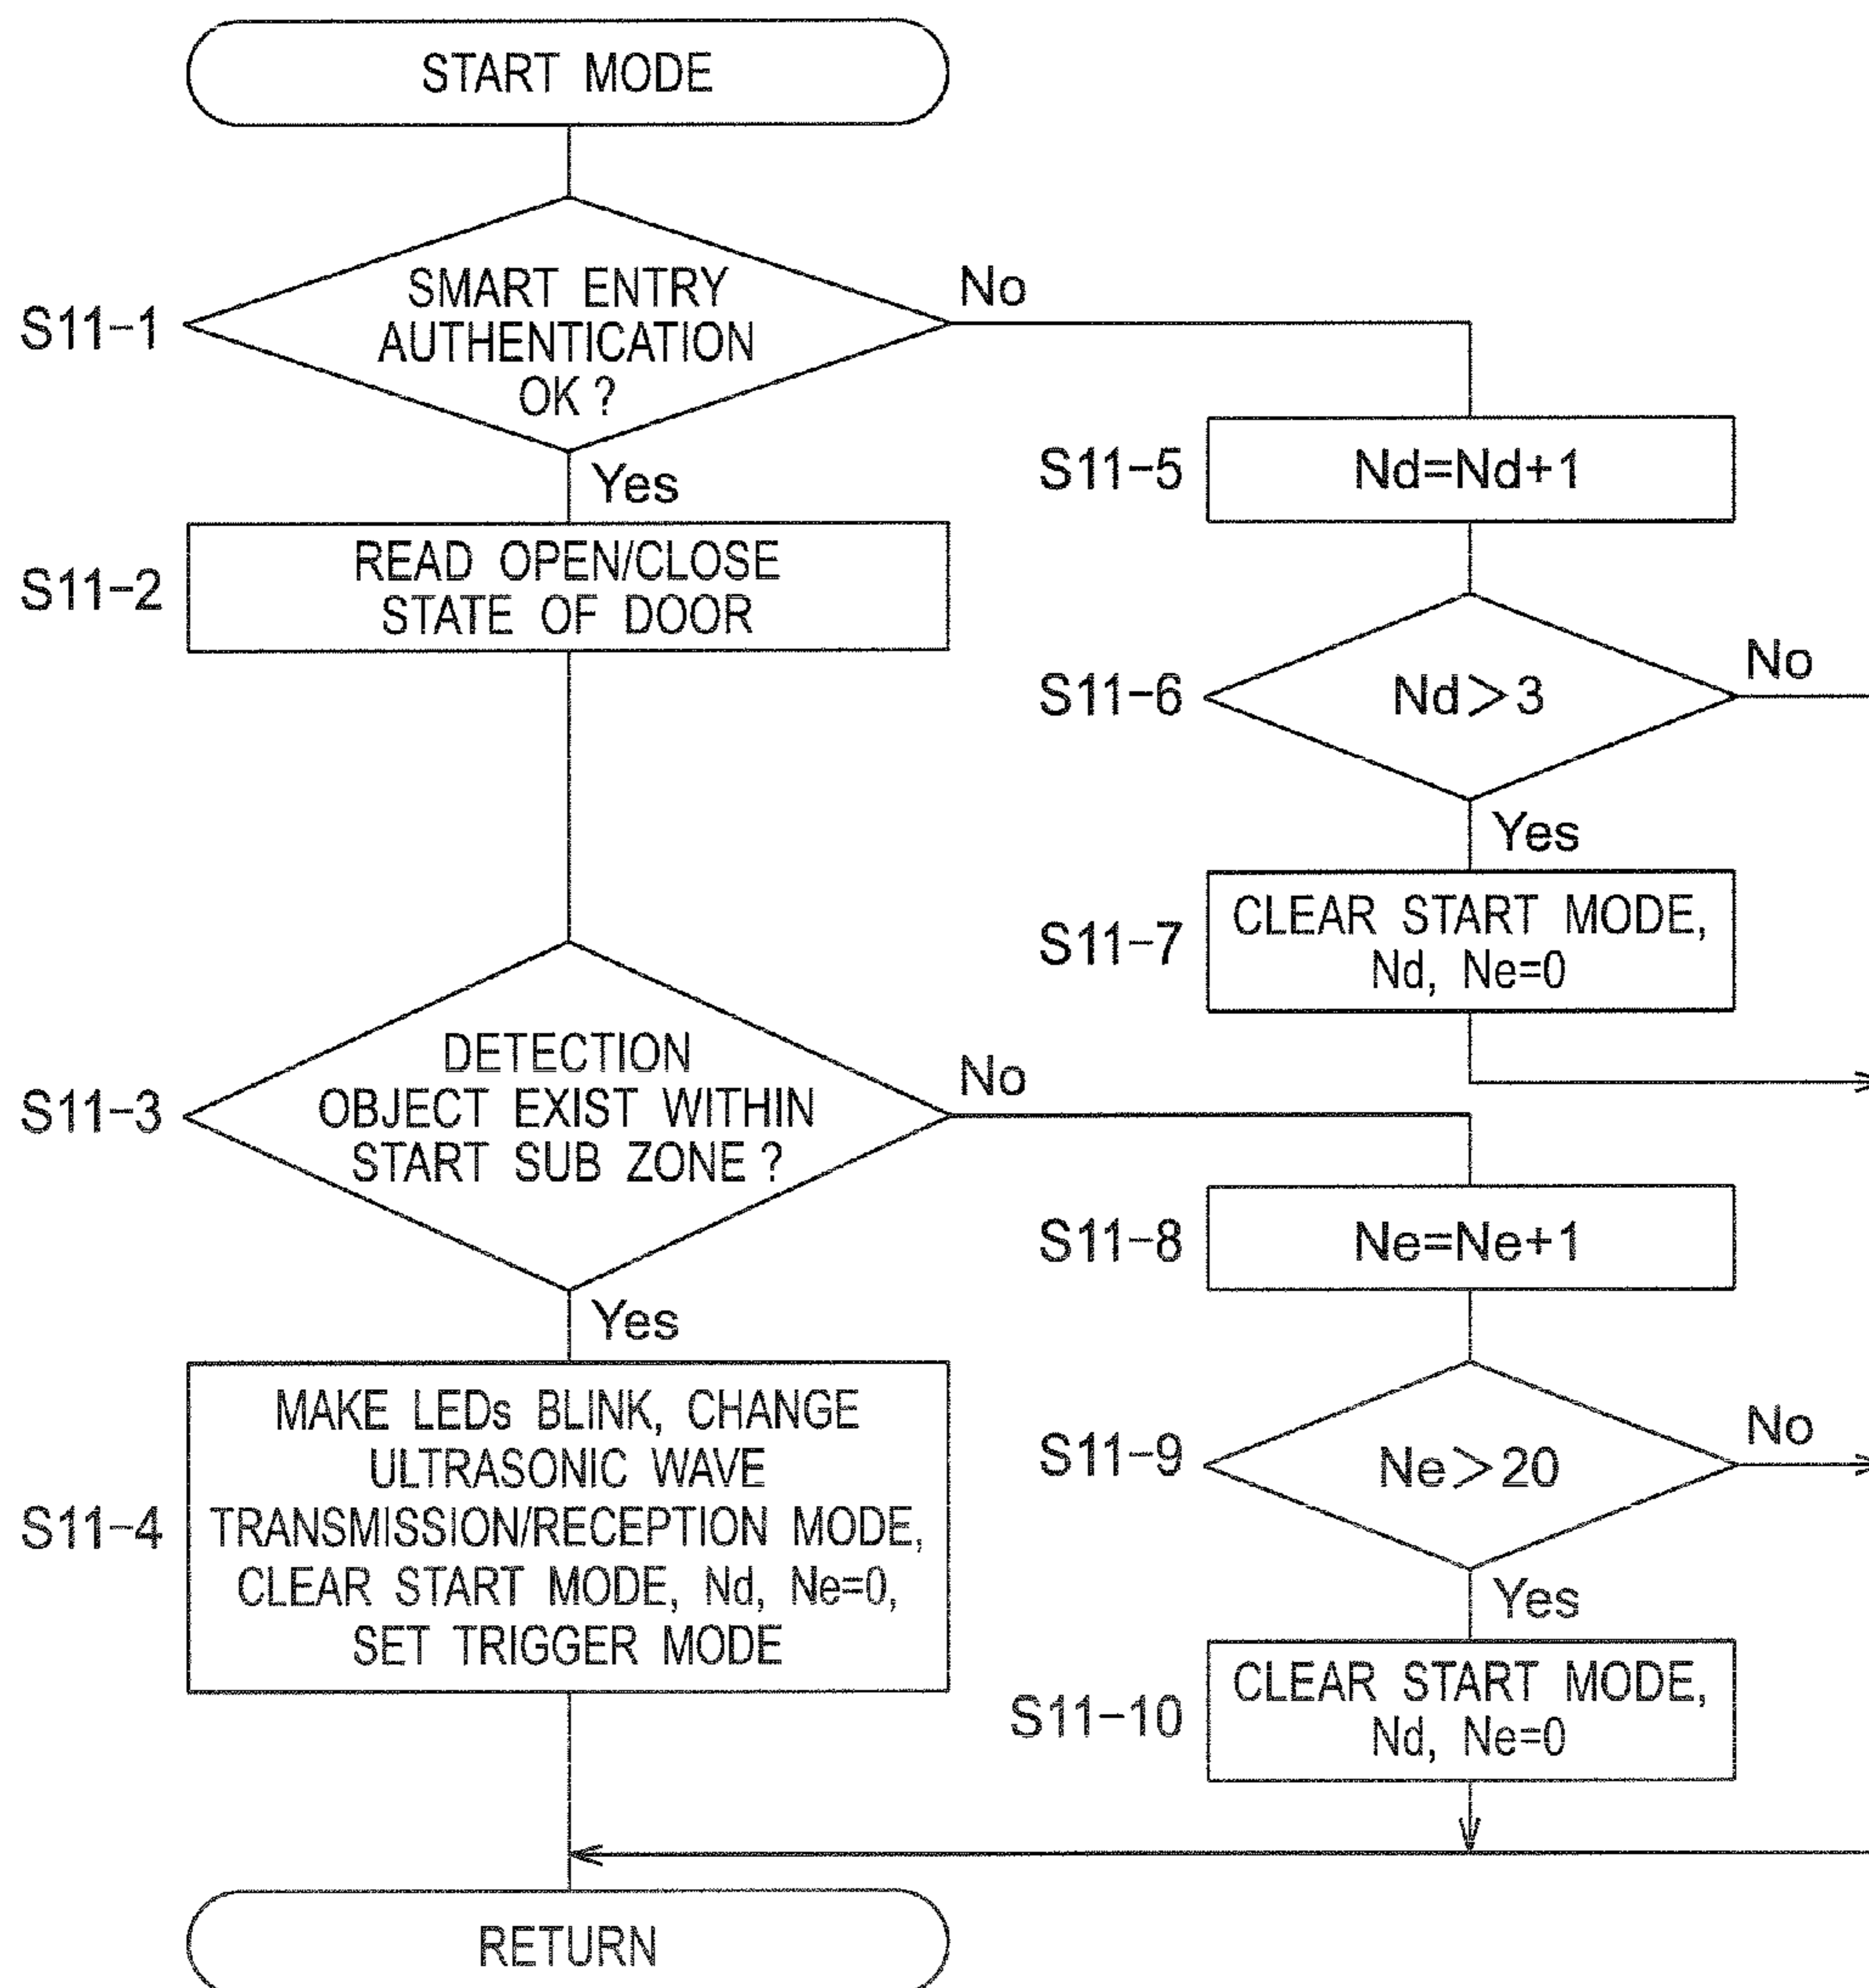 START MODE
S11-1
SMART ENTRY
AUTHENTICATION
OK?
No
Yes
S11-2
READ OPEN/CLOSE
STATE OF DOOR
S11-3
DETECTION
OBJECT EXIST WITHIN
START SUB ZONE?
No
Yes
S11-4
MAKE LEDs BLINK, CHANGE
ULTRASONIC WAVE
TRANSMISSION/RECEPTION MODE,
CLEAR START MODE, Nd, Ne=0,
SET TRIGGER MODE
S11-5
Nd=Nd+1
S11-6
Nd>3
No
Yes
S11-7
CLEAR START MODE,
Nd, Ne=0
S11-8
Ne=Ne+1
S11-9
Ne>20
No
Yes
S11-10
CLEAR START MODE,
Nd, Ne=0
RETURN